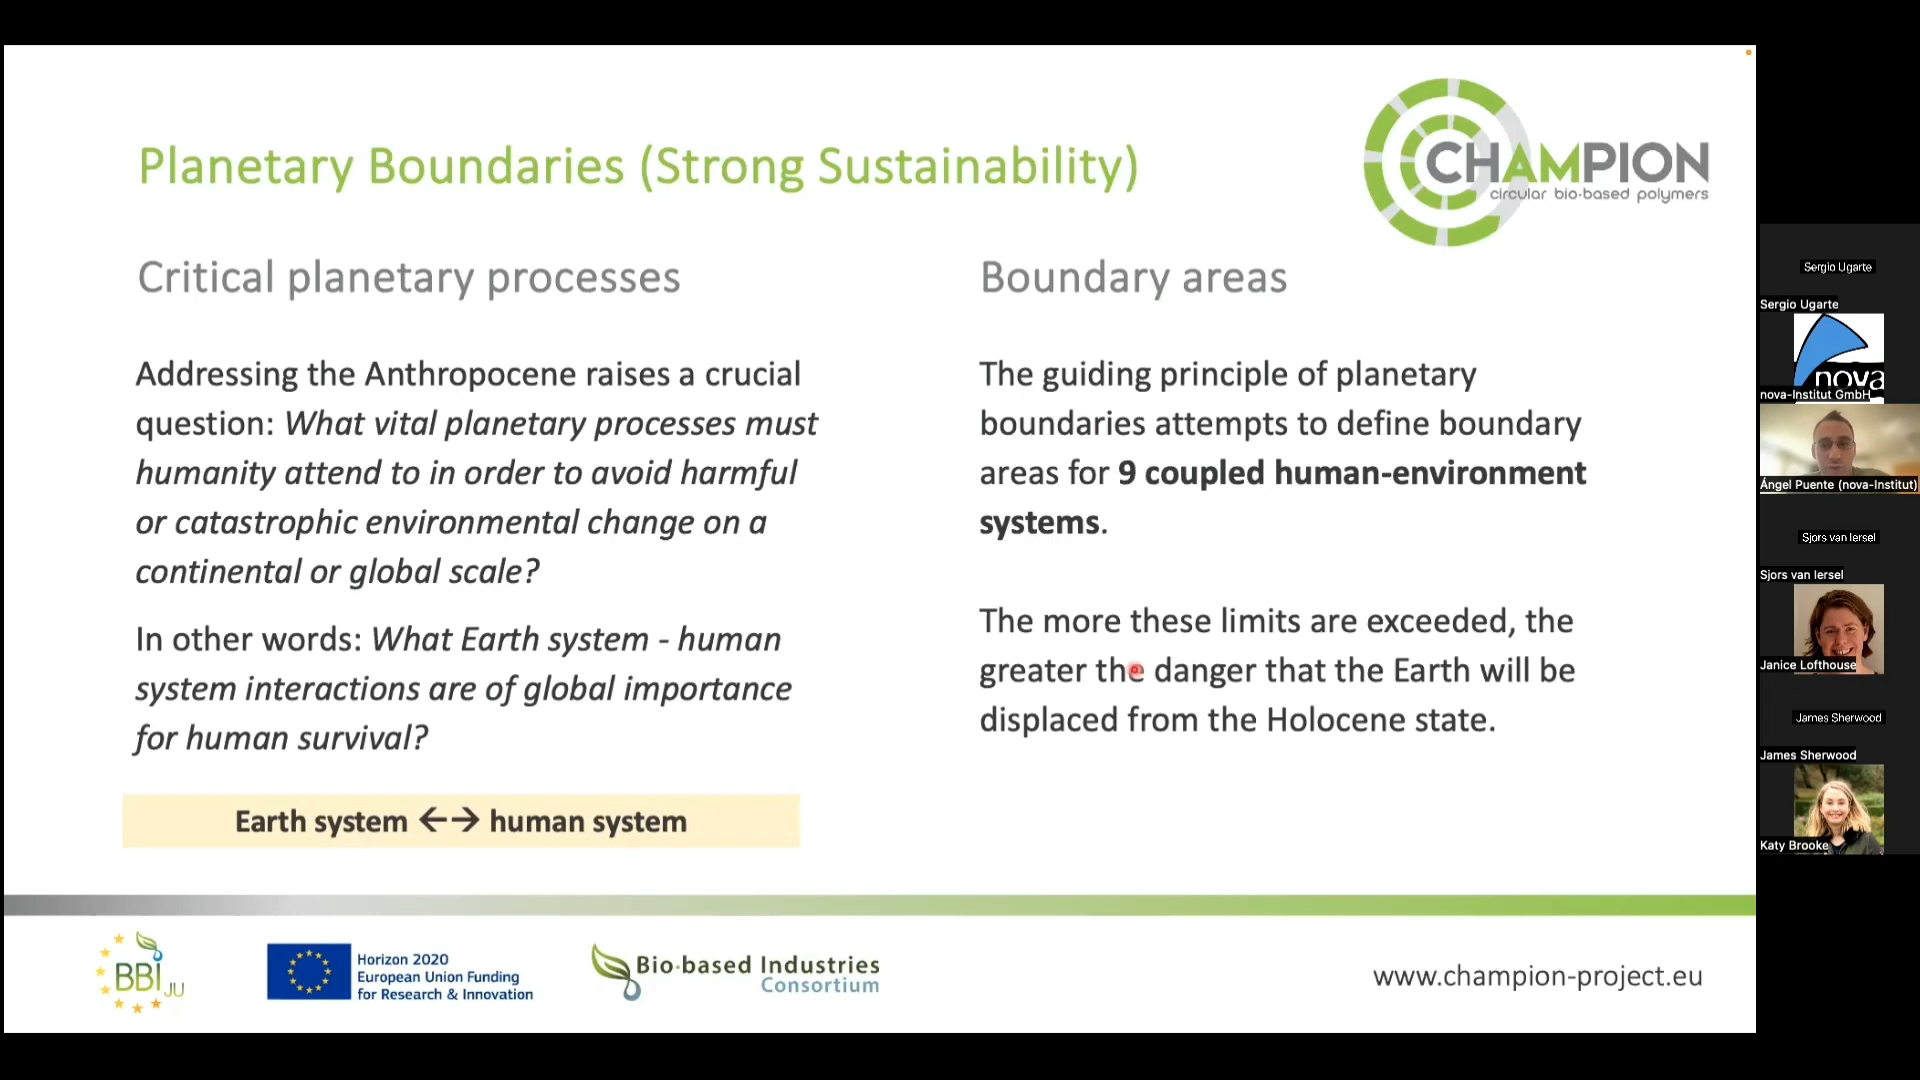 Planetary Boundaries (Strong Sustainability)
CHAMPION
circular bio-based polymers
Critical planetary processes
Addressing the Anthropocene raises a crucial
question: What vital planetary processes must
humanity attend to in order to avoid harmful
or catastrophic environmental change on a
continental or global scale?
In other words: What Earth system - human
system interactions are of global importance
for human survival?
Earth system ←→ human system
Boundary areas
The guiding principle of planetary
boundaries attempts to define boundary
areas for 9 coupled human-environment
systems.
The more these limits are exceeded, the
greater the danger that the Earth will be
displaced from the Holocene state.
BBI JU
Horizon 2020
European Union Funding
for Research & Innovation
Bio-based Industries
Consortium
www.champion-project.eu
Sergio Ugarte
Sergio Ugarte
nova
nova-Institut GmbH
Ángel Puente (nova-Institut)
Sjors van Iersel
Sjors van Iersel
Janice Lofthouse
James Sherwood
James Sherwood
Katy Brooke